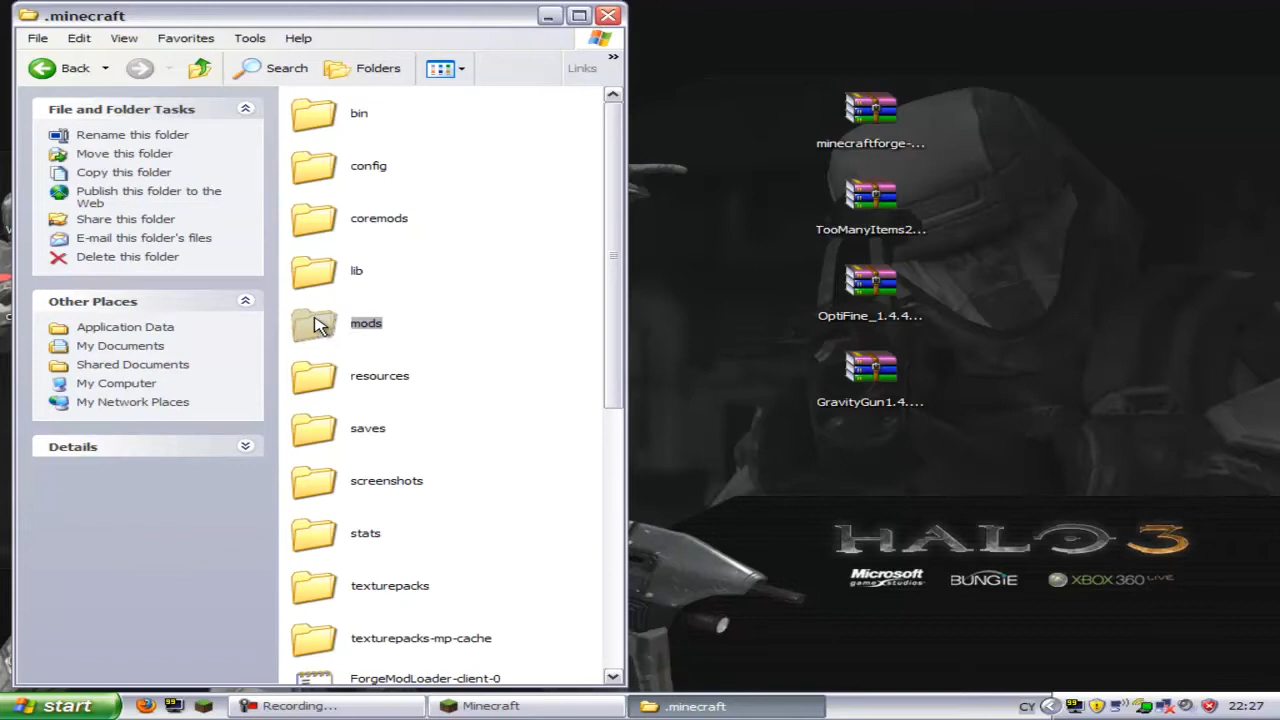 .minecraft
File Edit View Favorites Tools Help
Back Search Folders Links
File and Folder Tasks
Rename this folder
Move this folder
Copy this folder
Publish this folder to the
Web
Share this folder
E-mail this folder's files
Delete this folder
Other Places
Application Data
My Documents
Shared Documents
My Computer
My Network Places
Details
bin
config
coremods
lib
mods
resources
saves
screenshots
stats
texturepacks
texturepacks-mp-cache
ForgeModLoader-client-0
minecraftforge-...
TooManyItems2...
OptiFine_1.4.4...
GravityGun1.4....
HALO 3
Microsoft game studios BUNGIE XBOX 360 LIVE
start Recording... Minecraft .minecraft CY 22:27